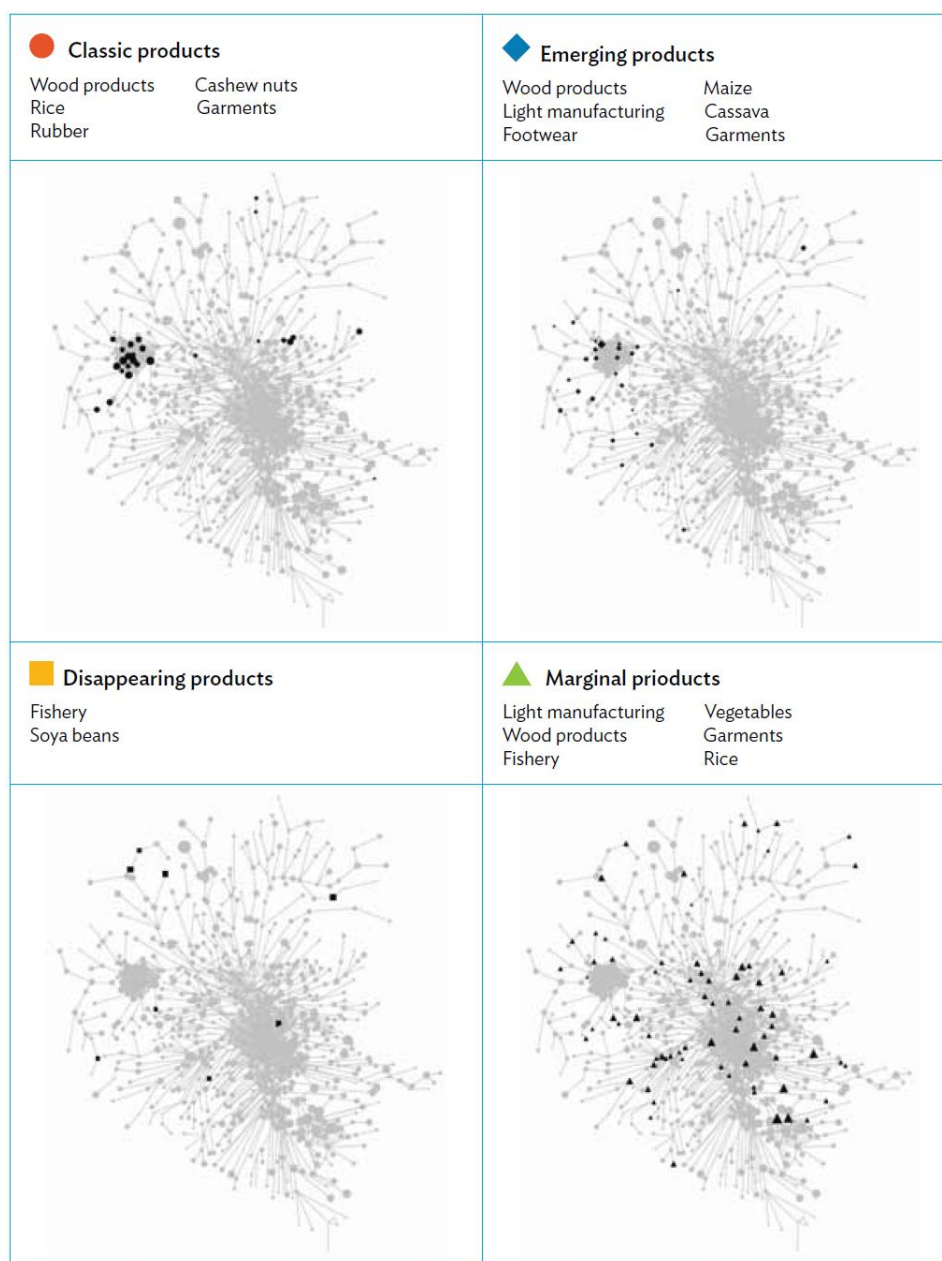 Classic products
Wood products Cashew nuts
Rice Garments
Rubber
Emerging products
Wood products Maize
Light manufacturing Cassava
Footwear Garments
Disappearing products
Fishery
Soya beans
Marginal prioducts
Light manufacturing Vegetables
Wood products Garments
Fishery Rice